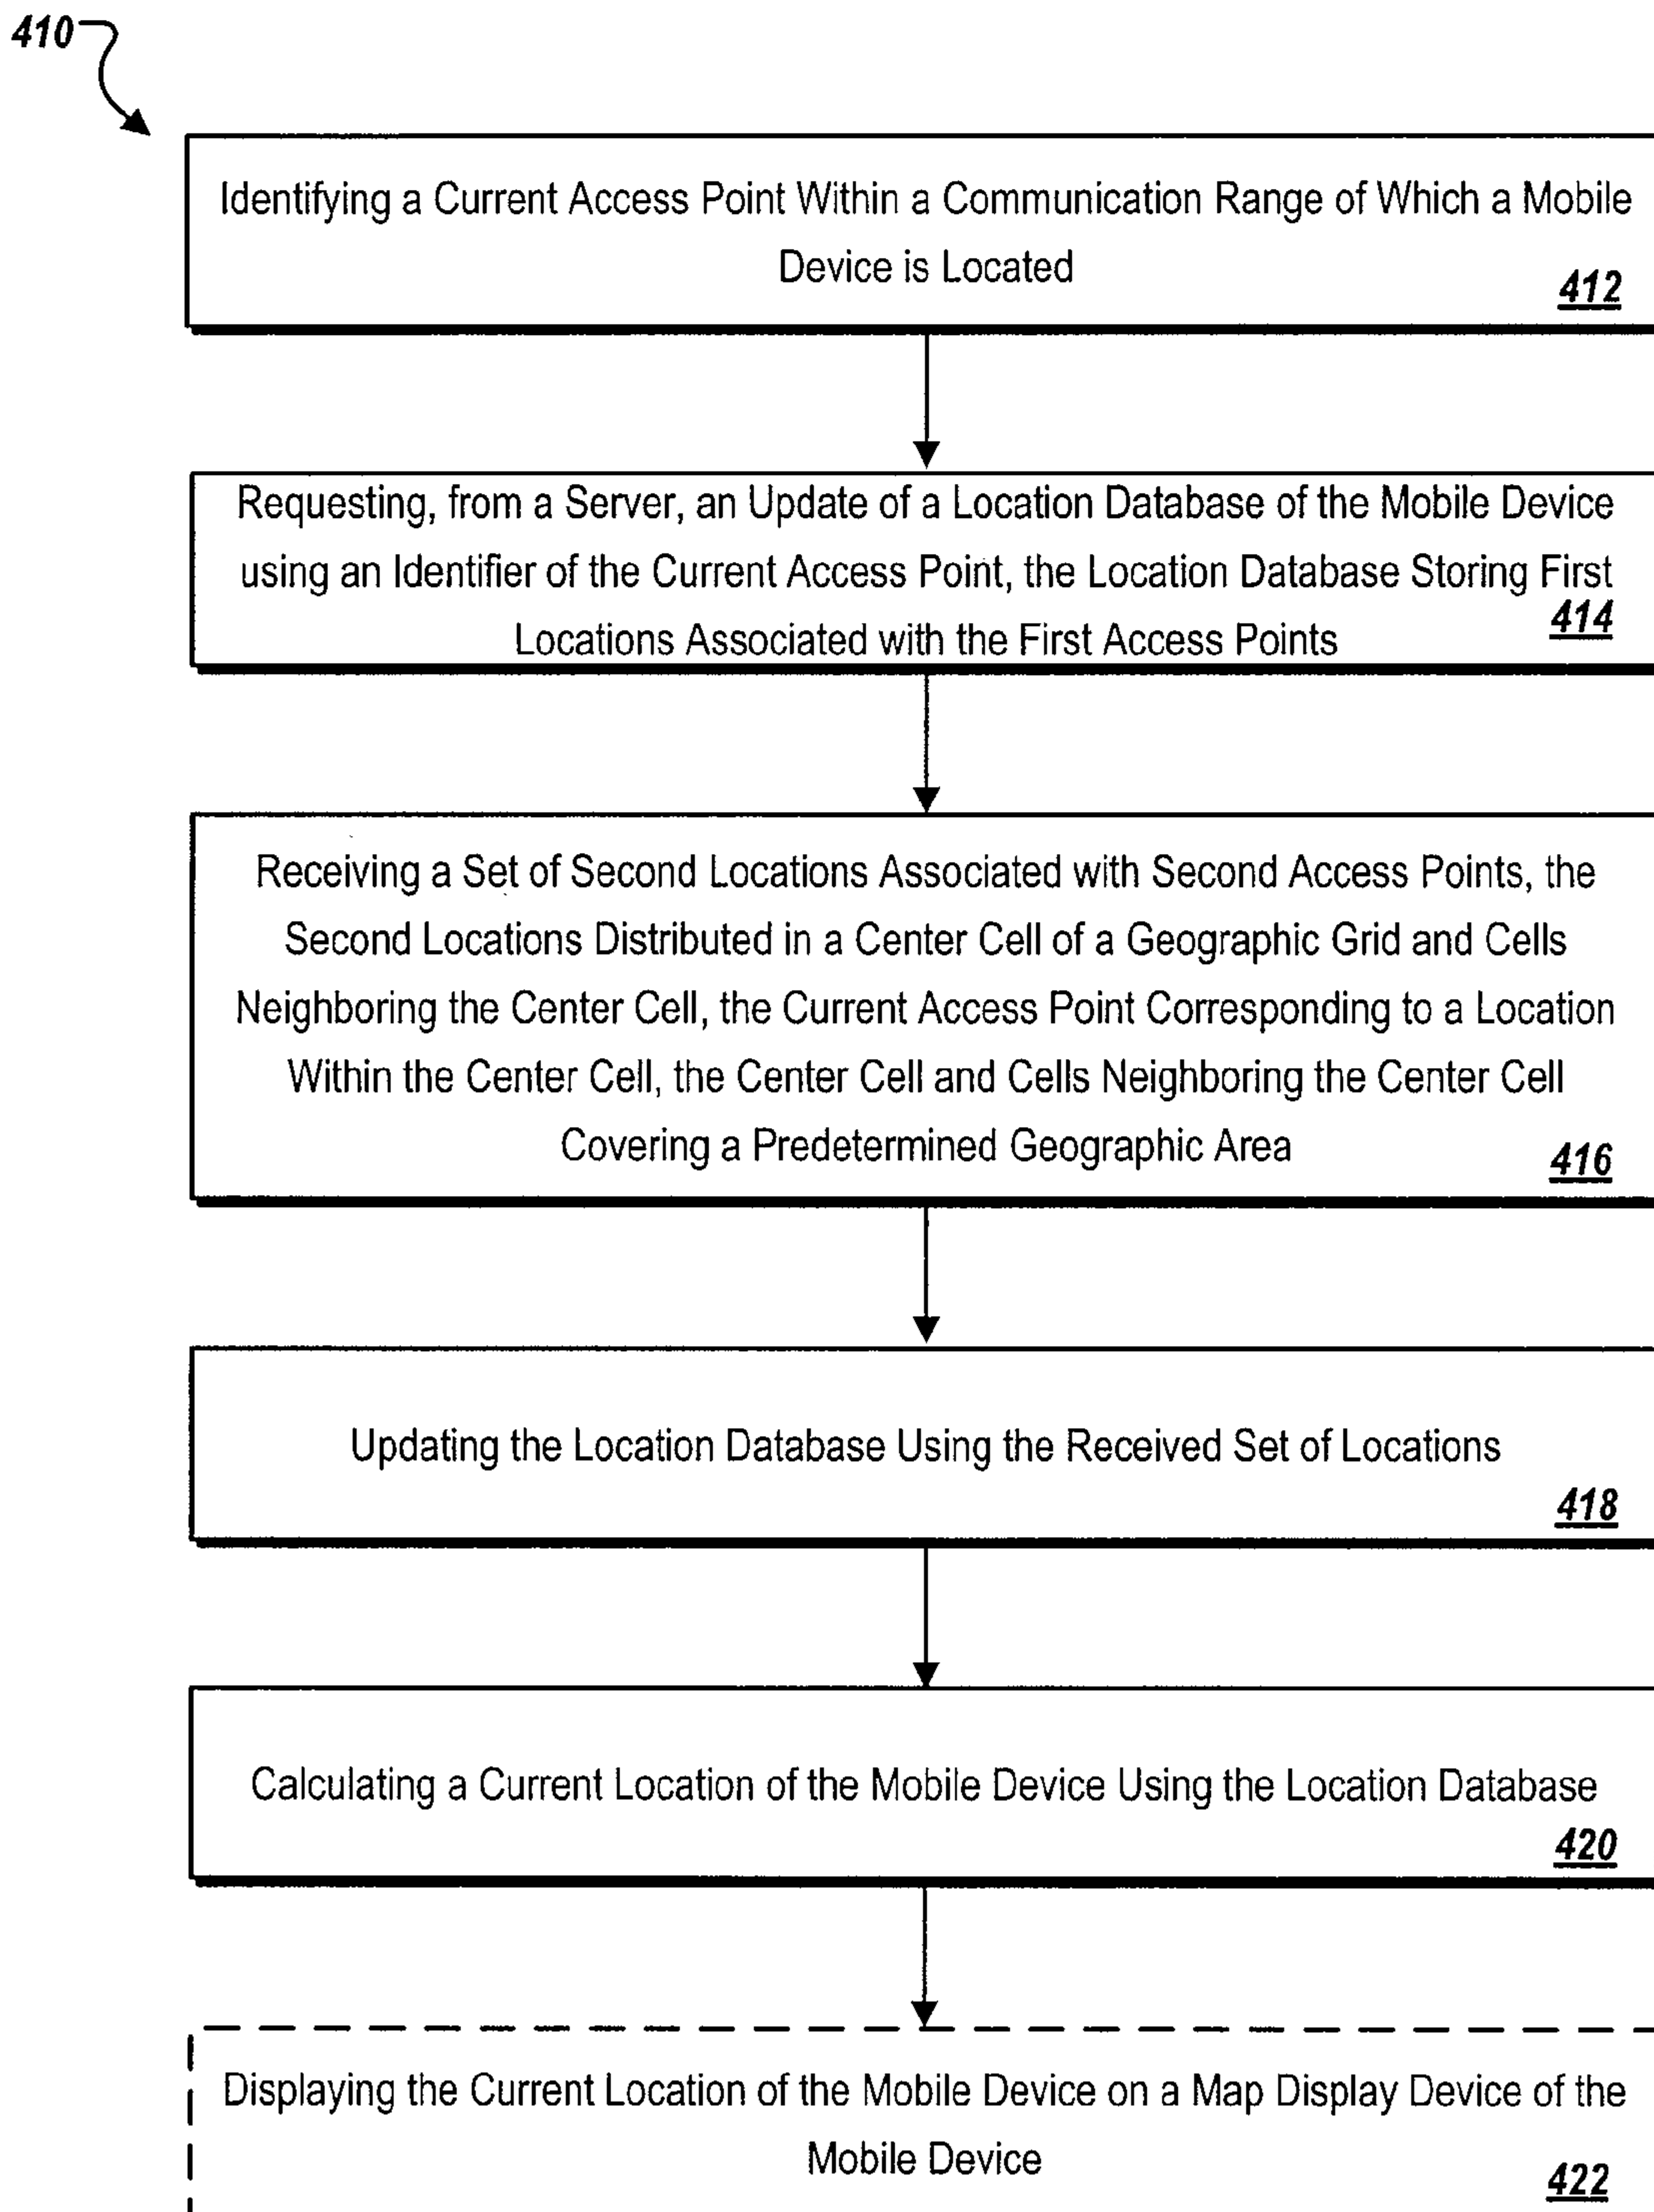 410
Identifying a Current Access Point Within a Communication Range of Which a Mobile
Device is Located
412
Requesting, from a Server, an Update of a Location Database of the Mobile Device
using an Identifier of the Current Access Point, the Location Database Storing First
Locations Associated with the First Access Points
414
Receiving a Set of Second Locations Associated with Second Access Points, the
Second Locations Distributed in a Center Cell of a Geographic Grid and Cells
Neighboring the Center Cell, the Current Access Point Corresponding to a Location
Within the Center Cell, the Center Cell and Cells Neighboring the Center Cell
Covering a Predetermined Geographic Area
416
Updating the Location Database Using the Received Set of Locations
418
Calculating a Current Location of the Mobile Device Using the Location Database
420
Displaying the Current Location of the Mobile Device on a Map Display Device of the
Mobile Device
422